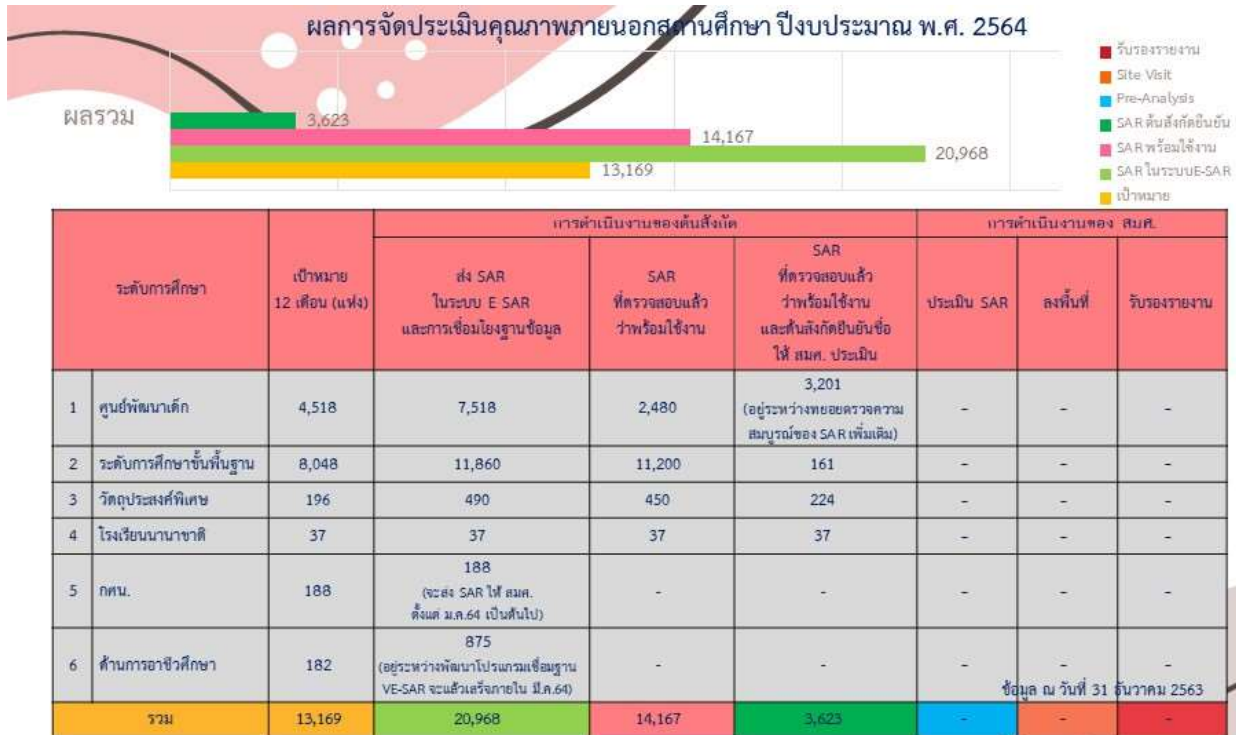 ผลการจัดประเมินคุณภาพภายนอกสถานศึกษา ปีงบประมาณ พ.ศ. 2564
ผลรวม
3,623
14,167
20,968
13,169
รับรองรายงาน
Site Visit
Pre-Analysis
SAR ต้นสังกัดยืนยัน
SAR พร้อมใช้งาน
SAR ในระบบE-SAR
เป้าหมาย
ระดับการศึกษา
เป้าหมาย
12 เดือน (แห่ง)
การดำเนินงานของต้นสังกัด
การดำเนินงานของ สมศ.
ส่ง SAR
ในระบบ E SAR
และการเชื่อมโยงฐานข้อมูล
SAR
ที่ตรวจสอบแล้ว
ว่าพร้อมใช้งาน
SAR
ที่ตรวจสอบแล้ว
ว่าพร้อมใช้งาน
และต้นสังกัดยืนยันชื่อ
ให้ สมศ. ประเมิน
ประเมิน SAR
ลงพื้นที่
รับรองรายงาน
1 ศูนย์พัฒนาเด็ก 4,518 7,518 2,480 3,201 - - -
(อยู่ระหว่างทยอยตรวจความ
สมบูรณ์ของ SAR เพิ่มเติม)
2 ระดับการศึกษาขั้นพื้นฐาน 8,048 11,860 11,200 161 - - -
3 วัตถุประสงค์พิเศษ 196 490 450 224 - - -
4 โรงเรียนนานาชาติ 37 37 37 37 - - -
5 กศน. 188 188 - - - - -
(จะส่ง SAR ให้ สมศ.
ตั้งแต่ ม.ค.64 เป็นต้นไป)
6 ด้านการอาชีวศึกษา 182 875 - - - - -
(อยู่ระหว่างพัฒนาโปรแกรมเชื่อมฐาน
VE-SAR จะแล้วเสร็จภายใน มี.ค.64)
ข้อมูล ณ วันที่ 31 ธันวาคม 2563
รวม 13,169 20,968 14,167 3,623 - - -